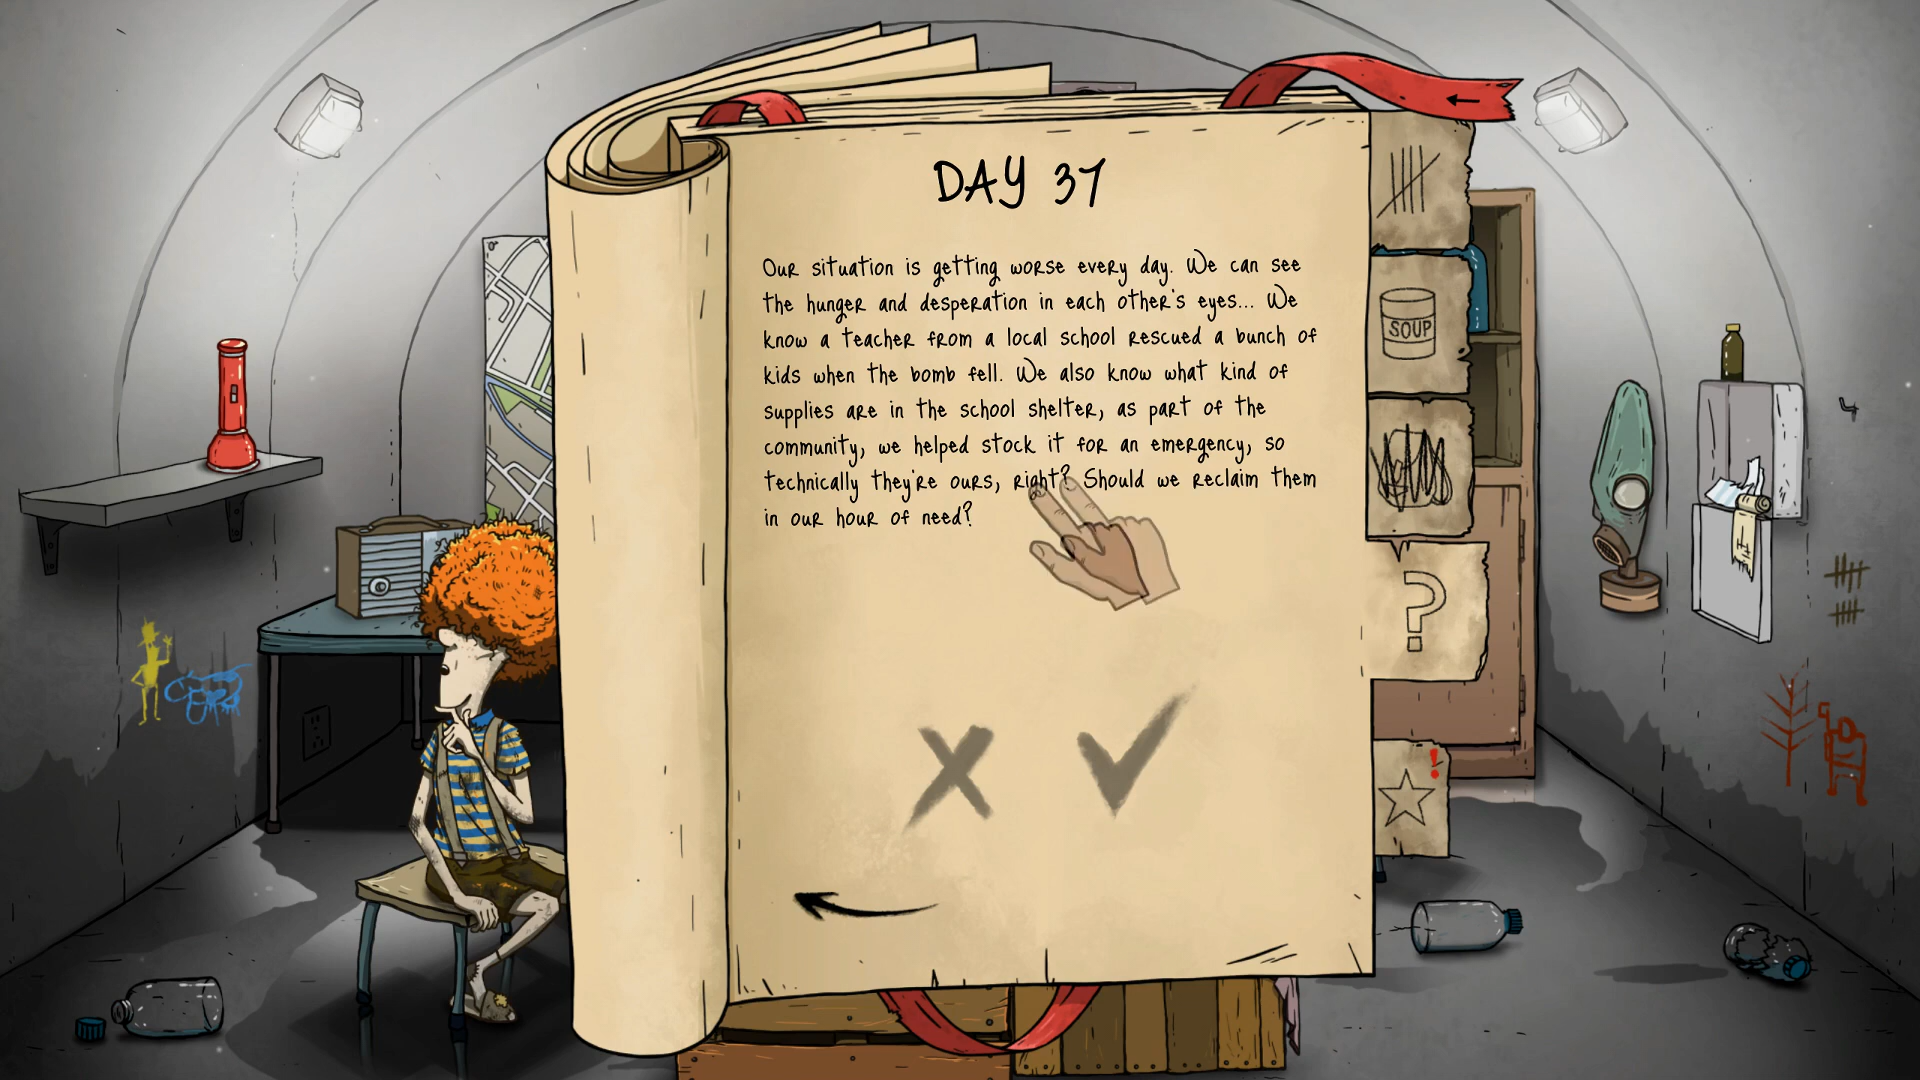 DAY 37
Our situation is getting worse every day. We can see
the hunger and desperation in each other's eyes... We
know a teacher from a local school rescued a bunch of
kids when the bomb fell. We also know what kind of
supplies are in the school shelter, as part of the
community, we helped stock it for an emergency, so
technically they're ours, right? Should we reclaim them
in our hour of need?
SOUP
?
!